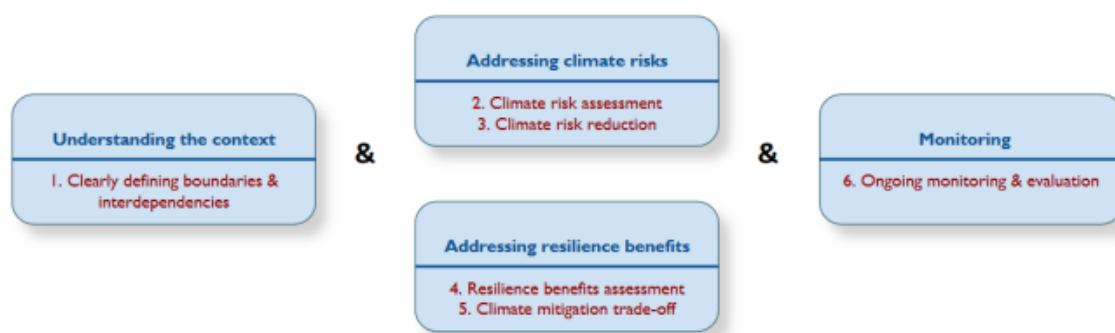 Understanding the context
1. Clearly defining boundaries &
interdependencies
&
Addressing climate risks
2. Climate risk assessment
3. Climate risk reduction
Addressing resilience benefits
4. Resilience benefits assessment
5. Climate mitigation trade-off
&
Monitoring
6. Ongoing monitoring & evaluation